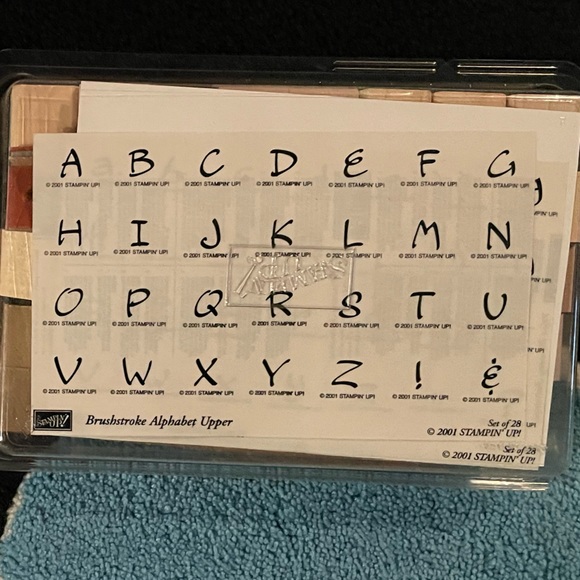 A B C D E F G
© 2001 STAMPIN' UP! © 2001 STAMPIN' UP! © 2001 STAMPIN' UP! © 2001 STAMPIN' UP! © 2001 STAMPIN' UP! © 2001 STAMPIN' UP! © 2001 STAMPIN' UP!
H I J K L M N
© 2001 STAMPIN' UP! © 2001 STAMPIN' UP! © 2001 STAMPIN' UP! © 2001 STAMPIN' UP! © 2001 STAMPIN' UP! © 2001 STAMPIN' UP! © 2001 STAMPIN' UP!
O P Q R S T U
© 2001 STAMPIN' UP! © 2001 STAMPIN' UP! © 2001 STAMPIN' UP! © 2001 STAMPIN' UP! © 2001 STAMPIN' UP! © 2001 STAMPIN' UP! © 2001 STAMPIN' UP!
V W X Y Z ! &
© 2001 STAMPIN' UP! © 2001 STAMPIN' UP! © 2001 STAMPIN' UP! © 2001 STAMPIN' UP! © 2001 STAMPIN' UP! © 2001 STAMPIN' UP! © 2001 STAMPIN' UP!
STAMPIN' UP! Brushstroke Alphabet Upper Set of 28
© 2001 STAMPIN' UP!
Set of 28
© 2001 STAMPIN' UP!